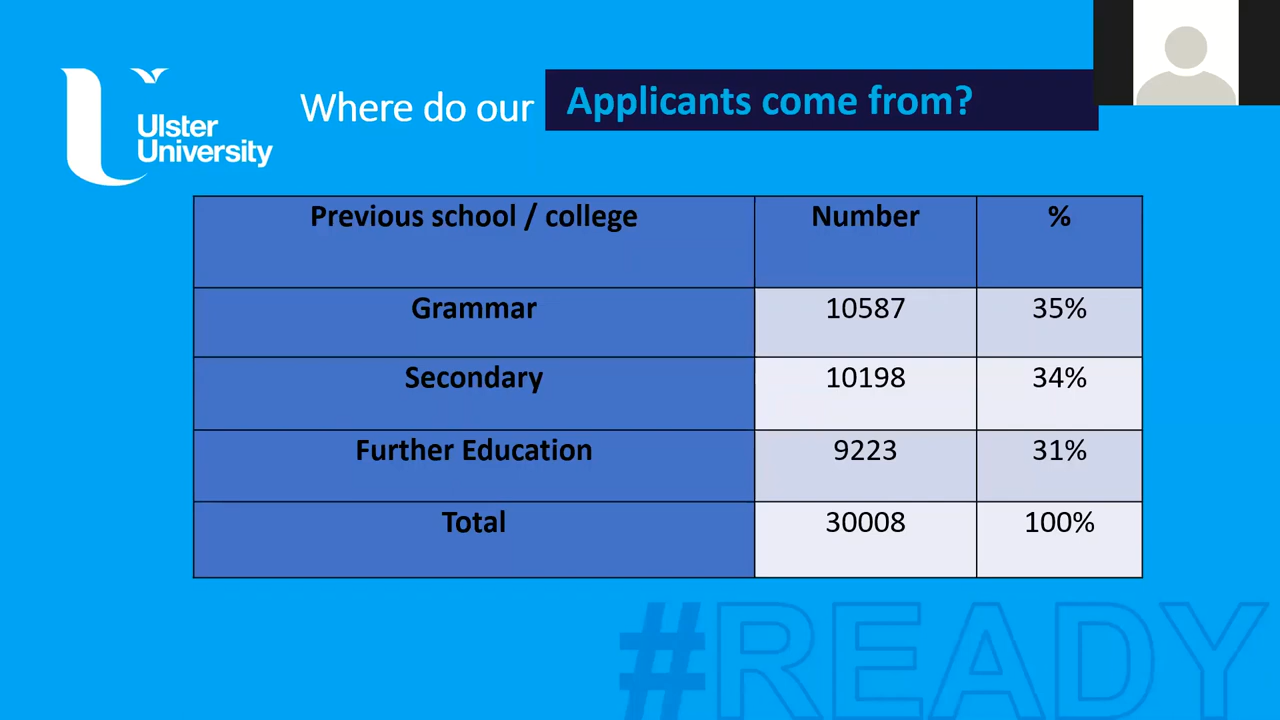 Where do our Applicants come from?
Ulster
University
Previous school / college Number %
Grammar 10587 35%
Secondary 10198 34%
Further Education 9223 31%
Total 30008 100%
#READY